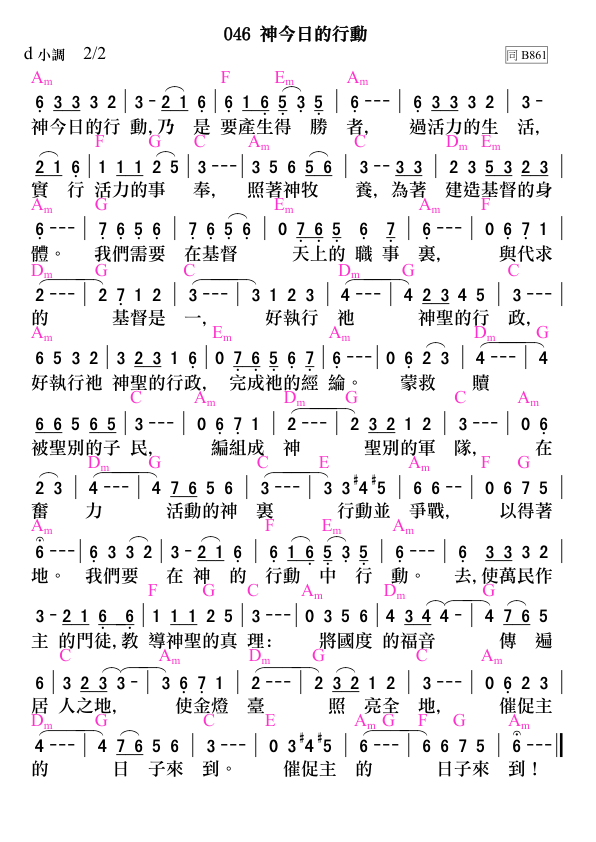 046 神今日的行動
d 小調 2/2 同 B861
Am F Em Am
6 3 3 3 2 | 3 - 2 1 6 | 6 1 6 5 3 5 | 6 - - - | 6 3 3 3 2 | 3 -
神今日的行 動,乃 是 要產生得 勝 者, 過活力的生 活,
F G C Am C Dm Em
2 1 6 | 1 1 1 2 5 | 3 - - - | 3 5 6 5 6 | 3 - - 3 3 | 2 3 5 3 2 3
實 行 活力的事 奉, 照著神牧 養, 為著 建造基督的身
Am G Em Am F
6 - - - | 7 6 5 6 | 7 6 5 6 | 0 7 6 5 6 7 | 6 - - - | 0 6 7 1
體。 我們需要 在基督 天上的 職 事 裏, 與代求
Dm G C Dm G C
2 - - - | 2 7 1 2 | 3 - - - | 3 1 2 3 | 4 - - - | 4 2 3 4 5 | 3 - - -
的 基督是 一, 好執行 祂 神聖的行 政,
Am Em Am Dm G
6 5 3 2 | 3 2 3 1 6 | 0 7 6 5 6 7 | 6 - - - | 0 6 2 3 | 4 - - - | 4
好執行祂 神聖的行政, 完成祂的經 綸。 蒙救 贖
C Am Dm G C Am
6 6 5 6 5 | 3 - - - | 0 6 7 1 | 2 - - - | 2 3 2 1 2 | 3 - - - | 0 6
被聖別的子 民, 編組成 神 聖別的軍 隊, 在
Dm G C E Am F G
2 3 | 4 - - - | 4 7 6 5 6 | 3 - - - | 3 3 #4 #5 | 6 6 - - | 0 6 7 5
奮 力 活動的神 裏 行動並 爭戰, 以得著
Am F Em Am
6 - - - | 6 3 3 2 | 3 - 2 1 6 | 6 1 6 5 3 5 | 6 - - - | 6 3 3 3 2
地。 我們要 在 神 的 行動 中 行 動。 去,使萬民作
F G C Am Dm G
3 - 2 1 6 6 | 1 1 1 2 5 | 3 - - - | 0 3 5 6 | 4 3 4 4 - | 4 7 6 5
主 的門徒,教 導神聖的真 理: 將國度 的福音 傳 遍
C Am Dm G C Am
6 | 3 2 3 3 - | 3 6 7 1 | 2 - - - | 2 3 2 1 2 | 3 - - - | 0 6 2 3
居 人之地, 使金燈 臺 照 亮全 地, 催促主
Dm G C E Am G F G Am
4 - - - | 4 7 6 5 6 | 3 - - - | 0 3 #4 #5 | 6 - - - | 6 6 7 5 | 6 - - -
的 日 子來 到。 催促主 的 日子來 到！